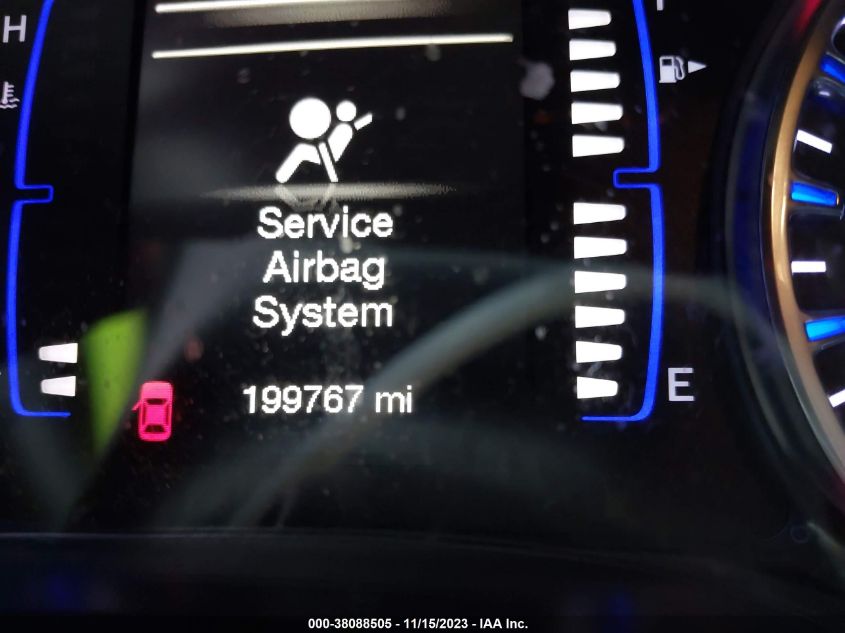 H
Service
Airbag
System
199767 mi
E
000-38088505 - 11/15/2023 - IAA Inc.